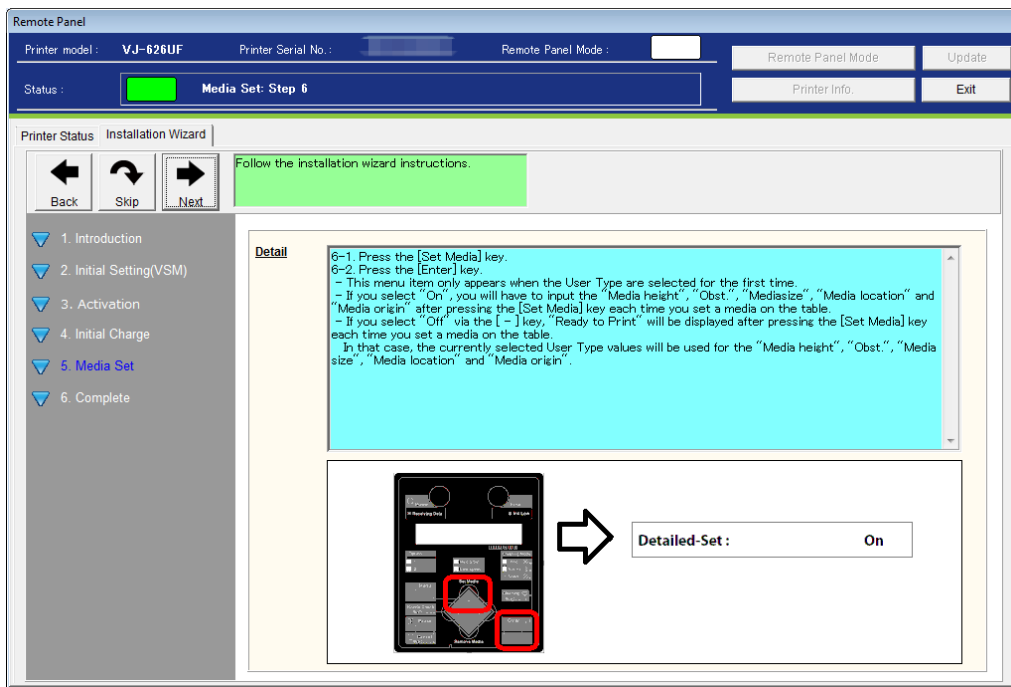 Remote Panel
Printer model : VJ-626UF Printer Serial No. : Remote Panel Mode :
Remote Panel Mode Update
Status : Media Set: Step 6
Printer Info. Exit
Printer Status Installation Wizard
Back Skip Next
Follow the installation wizard instructions.
1. Introduction
2. Initial Setting(VSM)
3. Activation
4. Initial Charge
5. Media Set
6. Complete
Detail
6-1. Press the [Set Media] key.
6-2. Press the [Enter] key.
- This menu item only appears when the User Type are selected for the first time.
- If you select "On", you will have to input the "Media height", "Obst.", "Mediasize", "Media location" and
"Media origin" after pressing the [Set Media] key each time you set a media on the table.
- If you select "Off" via the [ - ] key, "Ready to Print" will be displayed after pressing the [Set Media] key
each time you set a media on the table.
In that case, the currently selected User Type values will be used for the "Media height", "Obst.", "Media
size", "Media location" and "Media origin".
Receiving Data
Set Media
Remove Media
Detailed-Set : On